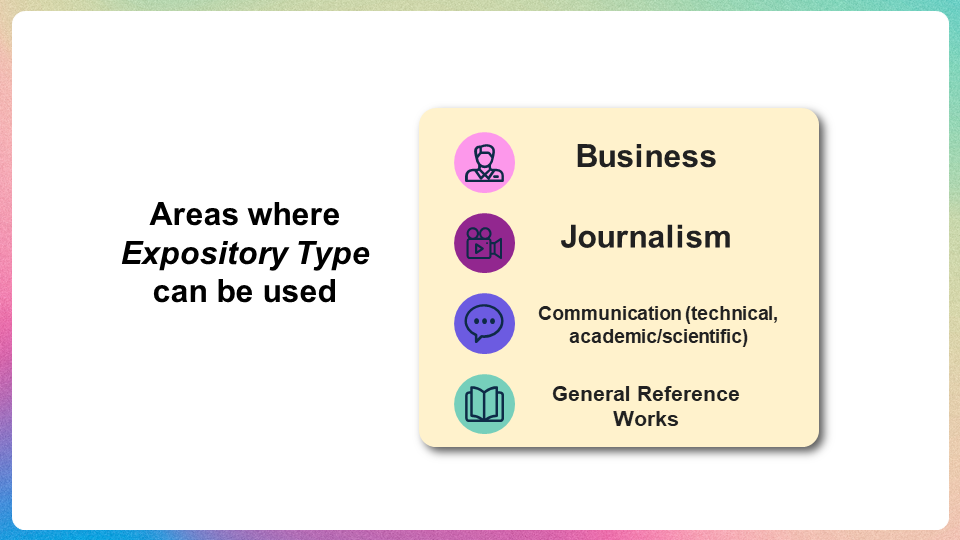 Areas where
Expository Type
can be used
Business
Journalism
Communication (technical,
academic/scientific)
General Reference
Works